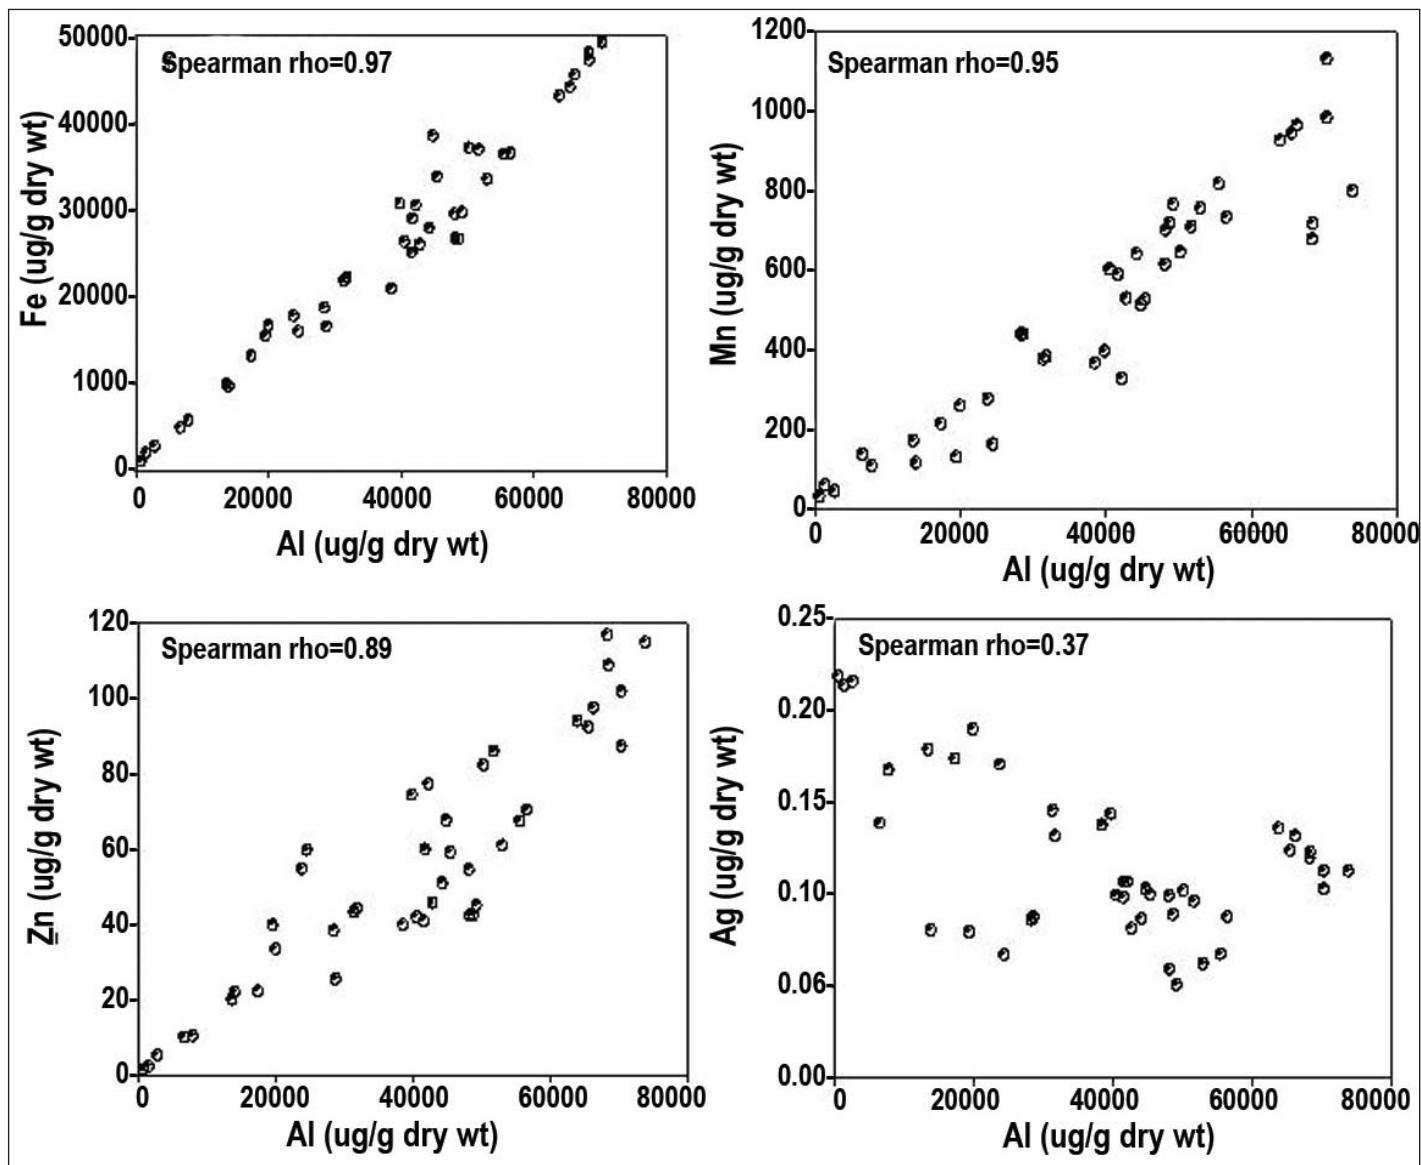 50000
40000
30000
20000
1000
0
Spearman rho=0.97
Fe (ug/g dry wt)
0 20000 40000 60000 80000
Al (ug/g dry wt)
1200
1000
800
600
400
200
0
Spearman rho=0.95
Mn (ug/g dry wt)
0 20000 40000 60000 80000
Al (ug/g dry wt)
120
100
80
60
40
20
0
Spearman rho=0.89
Zn (ug/g dry wt)
0 20000 40000 60000 80000
Al (ug/g dry wt)
0.25
0.20
0.15
0.10
0.06
0.00
Spearman rho=0.37
Ag (ug/g dry wt)
0 20000 40000 60000 80000
Al (ug/g dry wt)